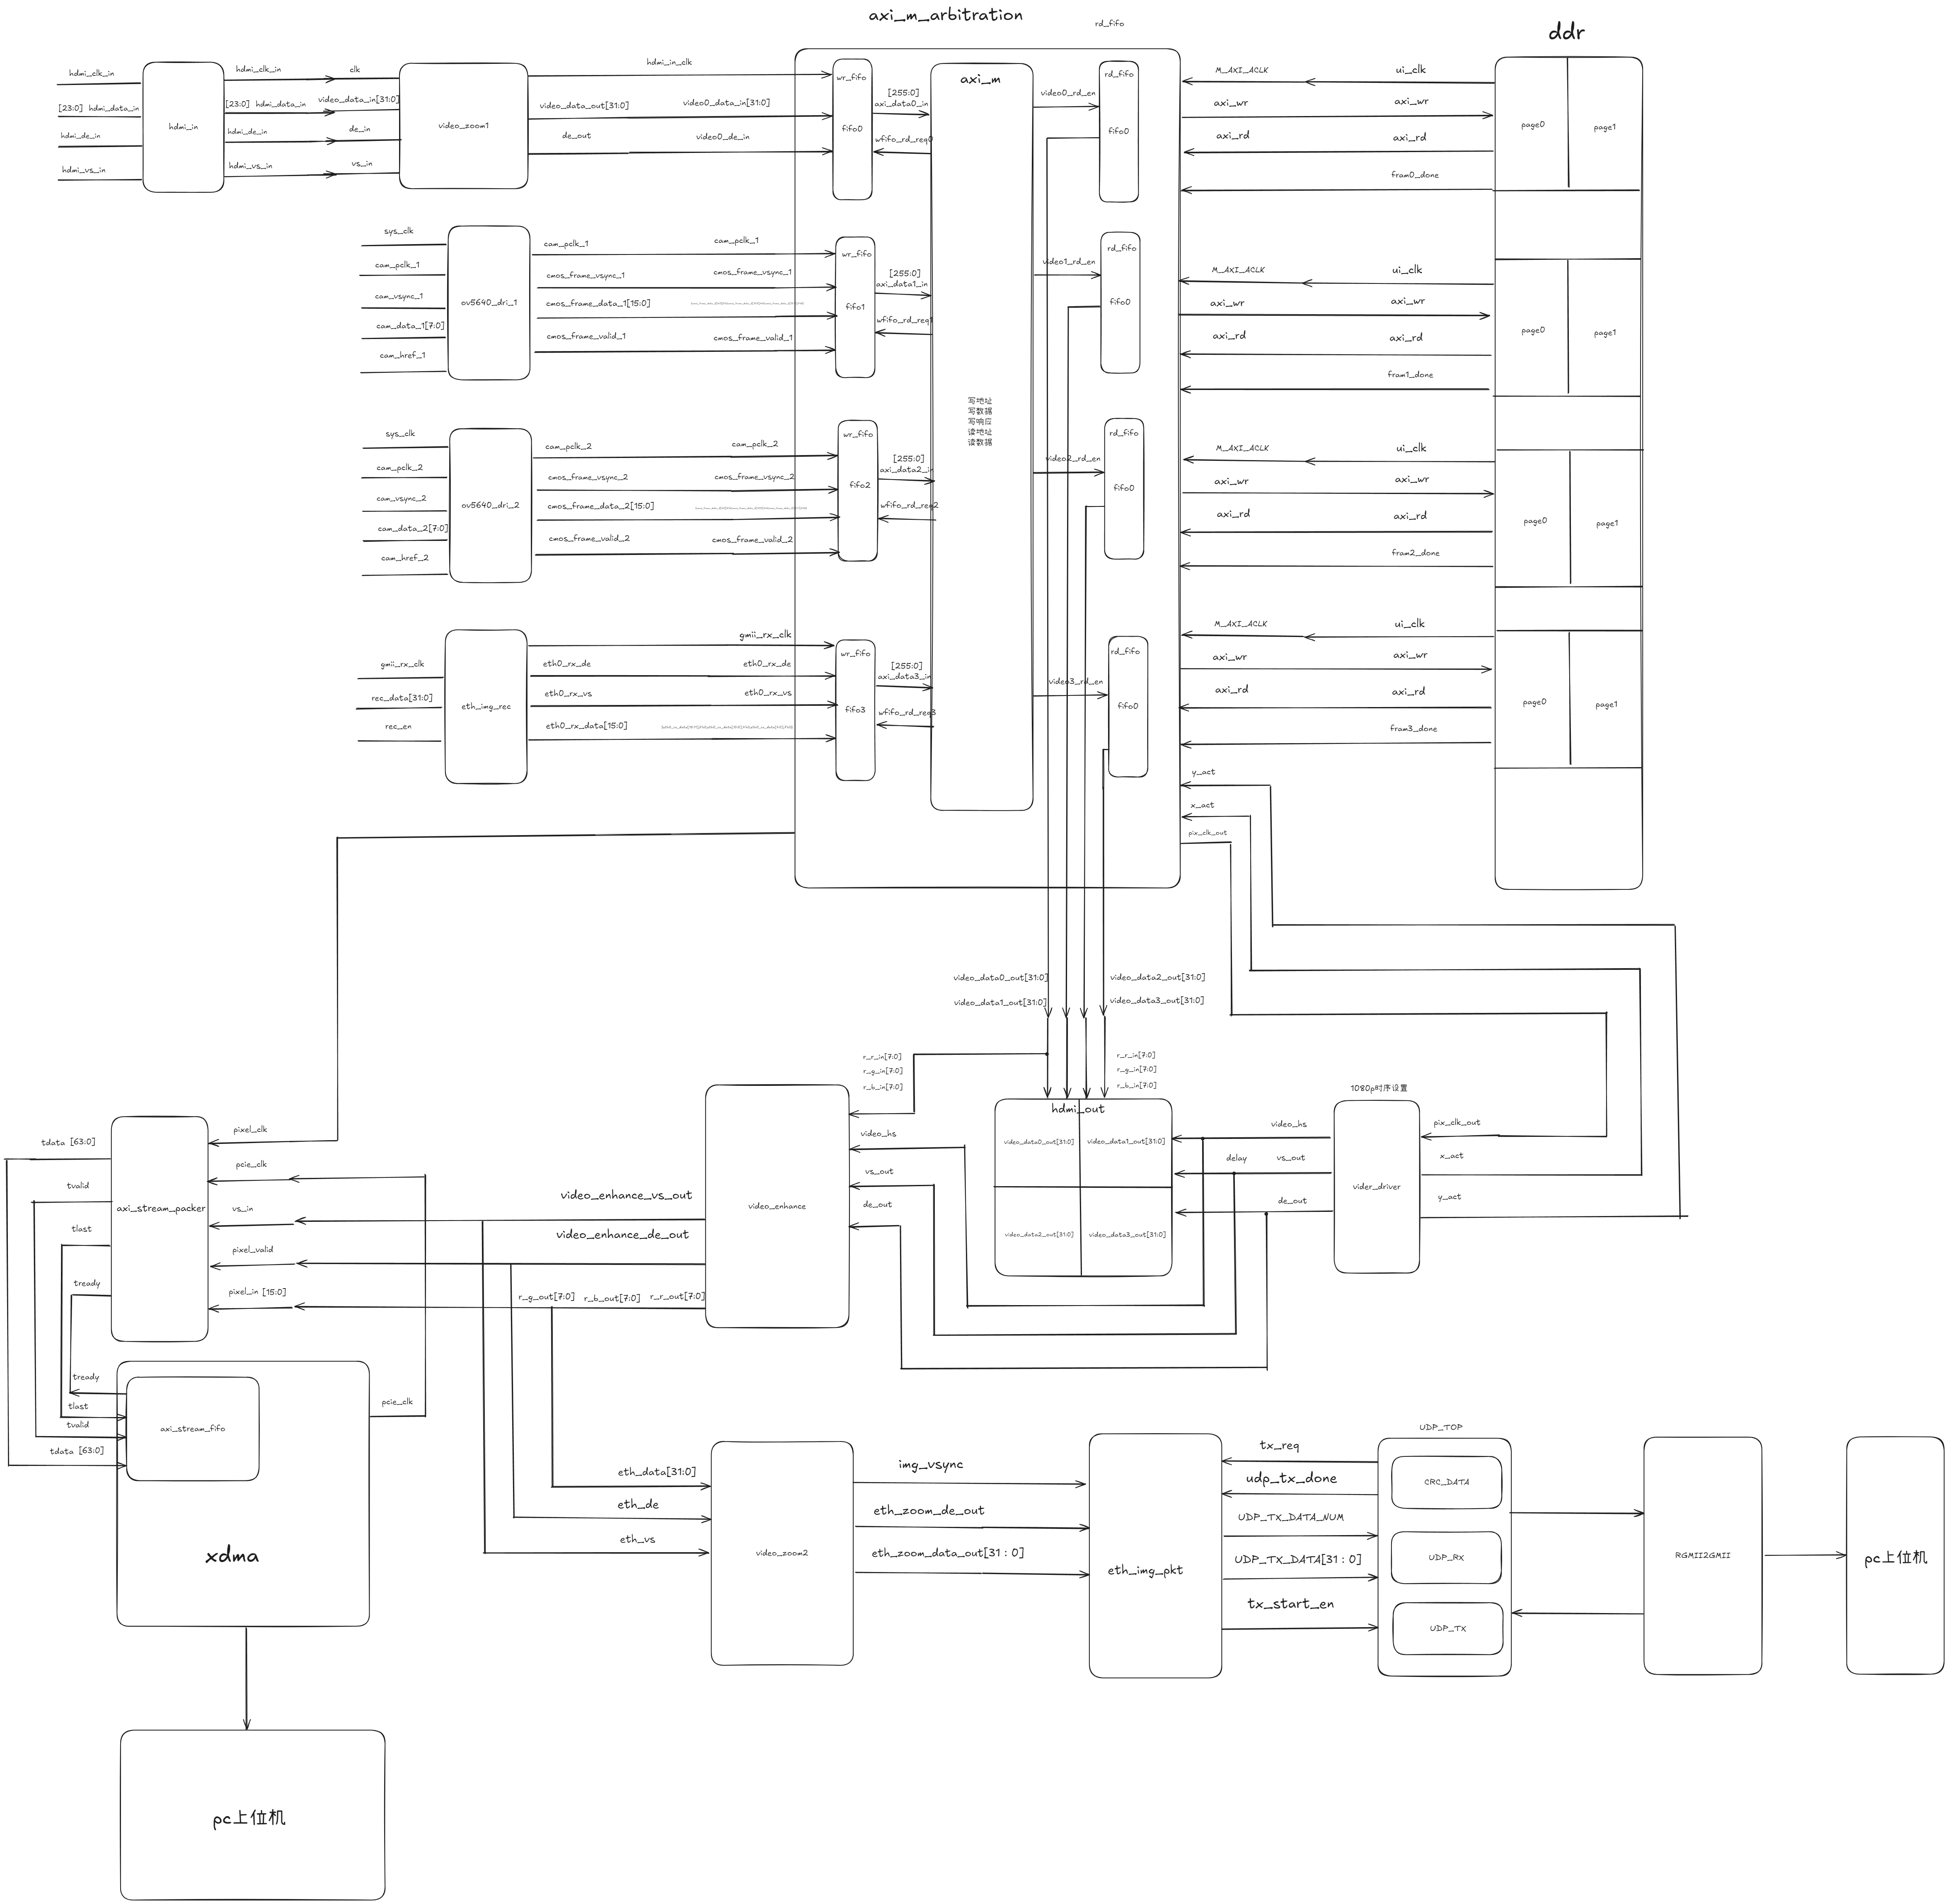 axi_m_arbitration
rd_fifo
ddr
hdmi_clk_in
[23:0] hdmi_data_in
hdmi_de_in
hdmi_vs_in
hdmi_in
hdmi_clk_in
[23:0] hdmi_data_in
hdmi_de_in
hdmi_vs_in
clk
video_data_in[31:0]
de_in
vs_in
video_zoom1
hdmi_in_clk
video_data_out[31:0]
video0_data_in[31:0]
de_out
video0_de_in
wr_fifo
fifo0
[255:0]
axi_data0_in
wfifo_rd_req0
axi_m
写地址
写数据
写响应
读地址
读数据
video0_rd_en
rd_fifo
fifo0
M_AXI_ACLK
ui_clk
axi_wr
axi_wr
axi_rd
axi_rd
fram0_done
page0
page1
sys_clk
cam_pclk_1
cam_vsync_1
cam_data_1[7:0]
cam_href_1
ov5640_dri_1
cam_pclk_1
cam_pclk_1
cmos_frame_vsync_1
cmos_frame_vsync_1
cmos_frame_data_1[15:0]
cmos_frame_valid_1
cmos_frame_valid_1
wr_fifo
fifo1
[255:0]
axi_data1_in
wfifo_rd_req1
video1_rd_en
rd_fifo
fifo0
M_AXI_ACLK
ui_clk
axi_wr
axi_wr
axi_rd
axi_rd
fram1_done
page0
page1
sys_clk
cam_pclk_2
cam_vsync_2
cam_data_2[7:0]
cam_href_2
ov5640_dri_2
cam_pclk_2
cam_pclk_2
cmos_frame_vsync_2
cmos_frame_vsync_2
cmos_frame_data_2[15:0]
cmos_frame_valid_2
cmos_frame_valid_2
wr_fifo
fifo2
[255:0]
axi_data2_in
wfifo_rd_req2
video2_rd_en
rd_fifo
fifo0
M_AXI_ACLK
ui_clk
axi_wr
axi_wr
axi_rd
axi_rd
fram2_done
page0
page1
gmii_rx_clk
rec_data[31:0]
rec_en
eth_img_rec
gmii_rx_clk
eth0_rx_de
eth0_rx_de
eth0_rx_vs
eth0_rx_vs
eth0_rx_data[15:0]
wr_fifo
fifo3
[255:0]
axi_data3_in
wfifo_rd_req3
video3_rd_en
rd_fifo
fifo0
M_AXI_ACLK
ui_clk
axi_wr
axi_wr
axi_rd
axi_rd
fram3_done
page0
page1
y_act
x_act
pix_clk_out
video_data0_out[31:0]
video_data2_out[31:0]
video_data1_out[31:0]
video_data3_out[31:0]
r_r_in[7:0]
r_g_in[7:0]
r_b_in[7:0]
r_r_in[7:0]
r_g_in[7:0]
r_b_in[7:0]
hdmi_out
video_data0_out[31:0]
video_data1_out[31:0]
video_data2_out[31:0]
video_data3_out[31:0]
video_hs
delay
vs_out
de_out
1080p时序设置
vider_driver
pix_clk_out
x_act
y_act
video_hs
vs_out
de_out
video_enhance
video_enhance_vs_out
video_enhance_de_out
r_g_out[7:0]
r_b_out[7:0]
r_r_out[7:0]
pixel_clk
pcie_clk
vs_in
pixel_valid
pixel_in [15:0]
axi_stream_packer
tdata [63:0]
tvalid
tlast
tready
tready
tlast
tvalid
tdata [63:0]
axi_stream_fifo
pcie_clk
xdma
pc上位机
eth_data[31:0]
eth_de
eth_vs
video_zoom2
img_vsync
eth_zoom_de_out
eth_zoom_data_out[31 : 0]
eth_img_pkt
tx_req
udp_tx_done
UDP_TX_DATA_NUM
UDP_TX_DATA[31 : 0]
tx_start_en
UDP_TOP
CRC_DATA
UDP_RX
UDP_TX
RGMII2GMII
pc上位机